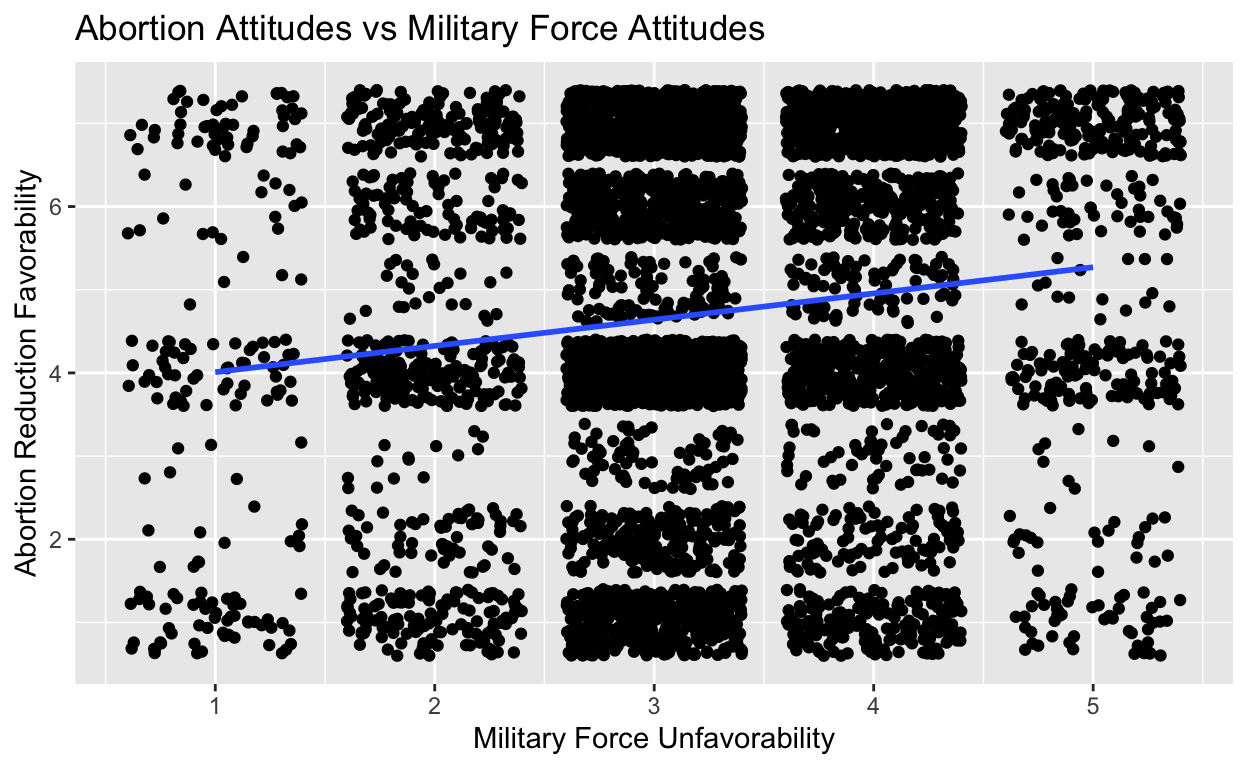 Abortion Attitudes vs Military Force Attitudes
Abortion Reduction Favorability
6
4
2
1 2 3 4 5
Military Force Unfavorability